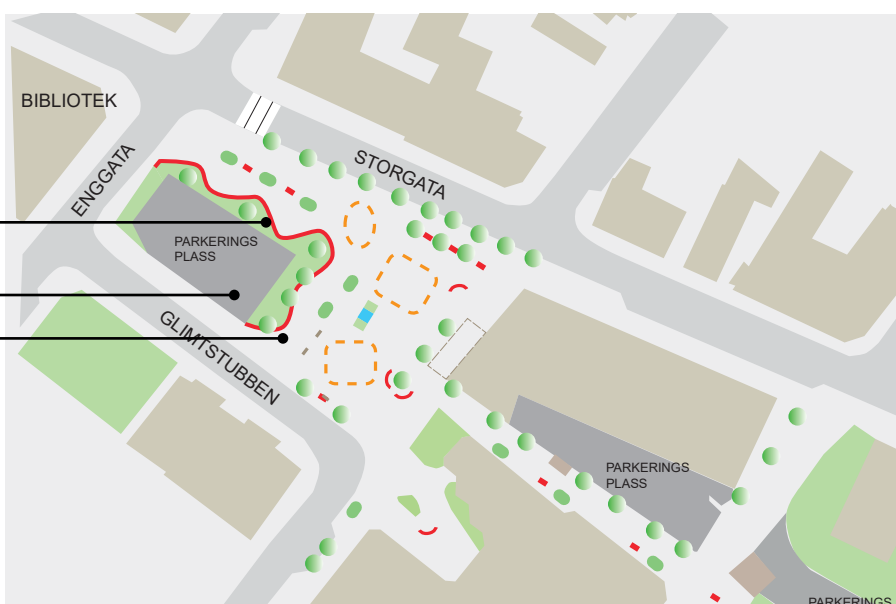 BIBLIOTEK
STORGATA
ENGGATA
PARKERINGS
PLASS
GLIMTSTUBBEN
PARKERINGS
PLASS
PARKERINGS